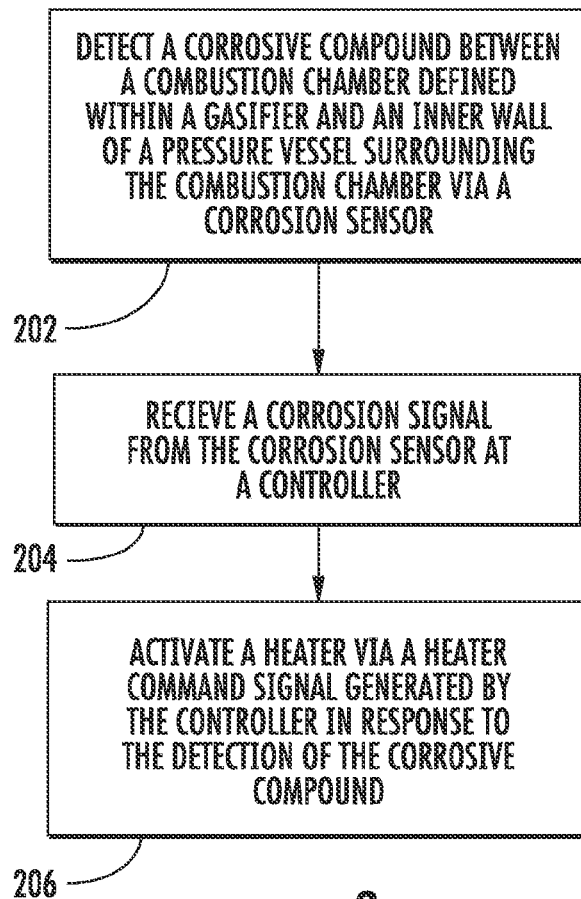 DETECT A CORROSIVE COMPOUND BETWEEN
A COMBUSTION CHAMBER DEFINED
WITHIN A GASIFIER AND AN INNER WALL
OF A PRESSURE VESSEL SURROUNDING
THE COMBUSTION CHAMBER VIA A
CORROSION SENSOR
202
RECIEVE A CORROSION SIGNAL
FROM THE CORROSION SENSOR AT
A CONTROLLER
204
ACTIVATE A HEATER VIA A HEATER
COMMAND SIGNAL GENERATED BY
THE CONTROLLER IN RESPONSE TO
THE DETECTION OF THE CORROSIVE
COMPOUND
206